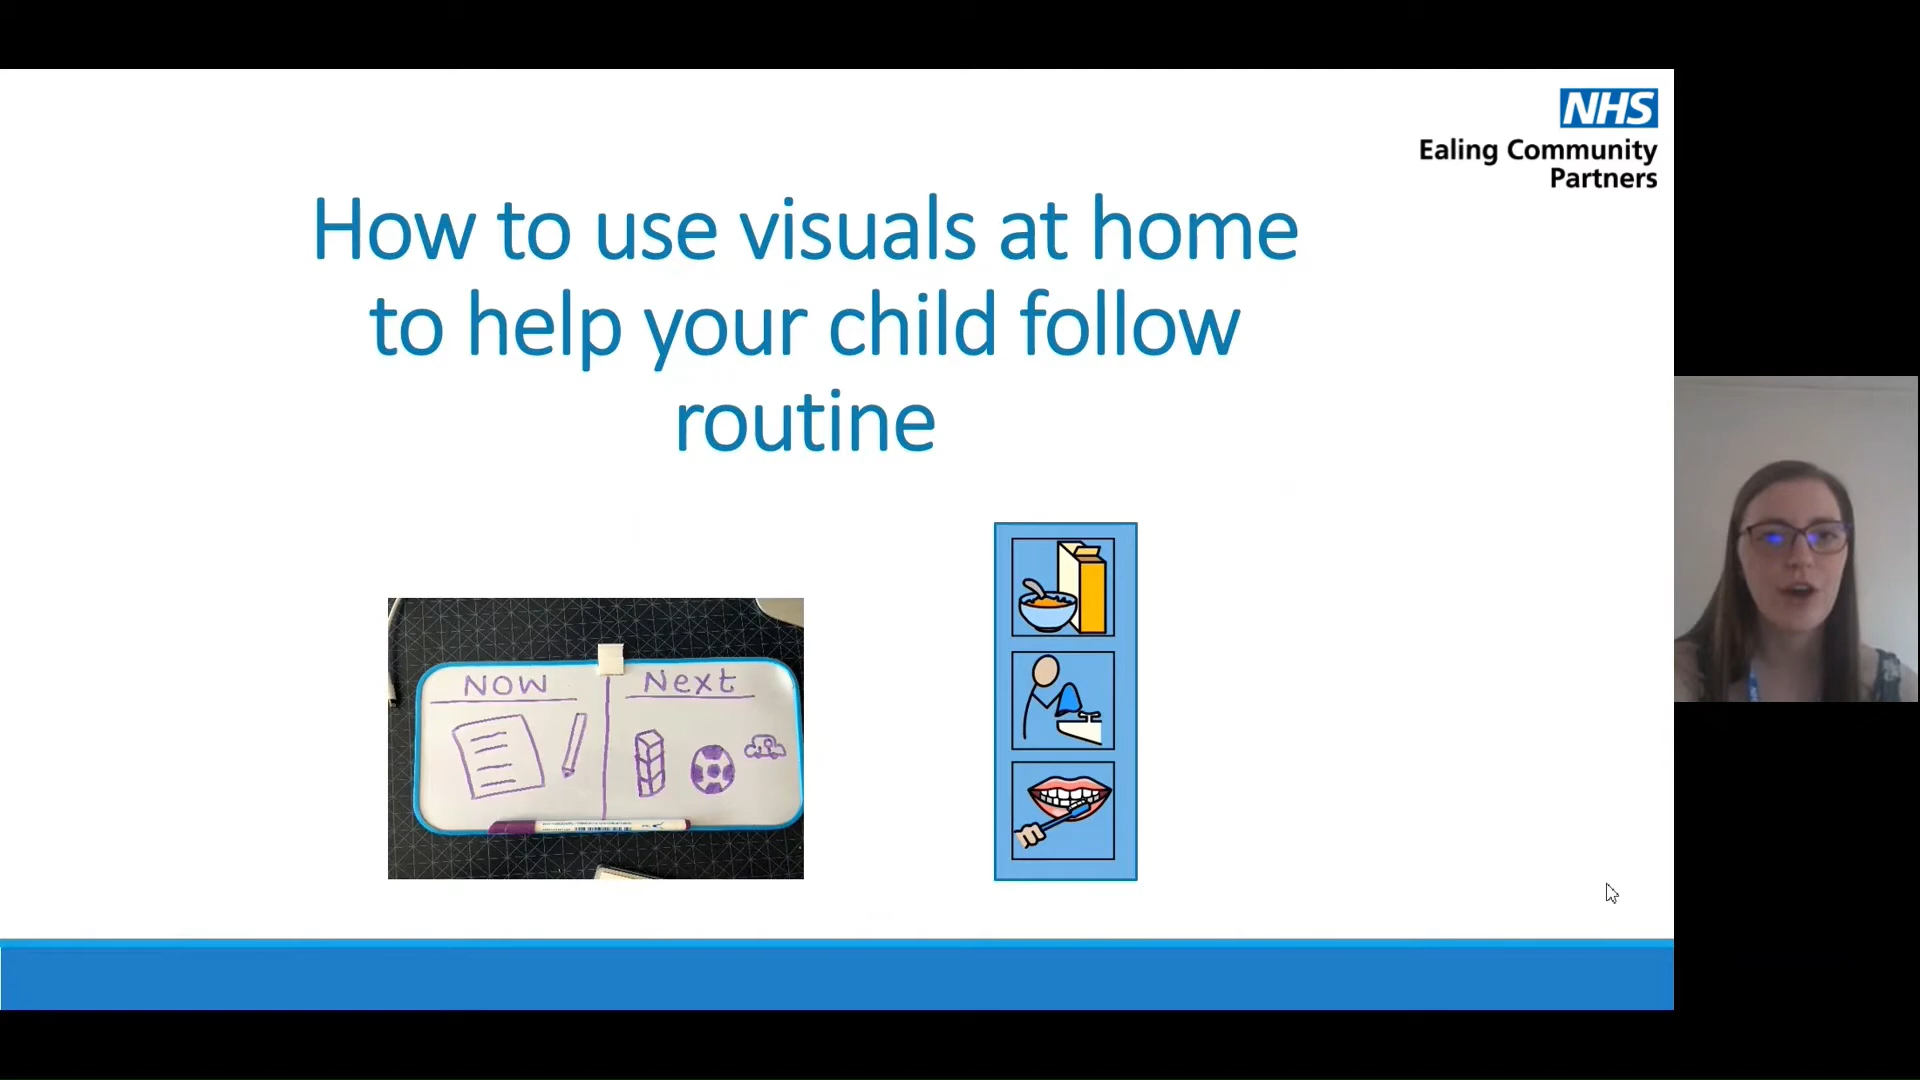 NHS
Ealing Community
Partners
How to use visuals at home
to help your child follow
routine
NOW
Next